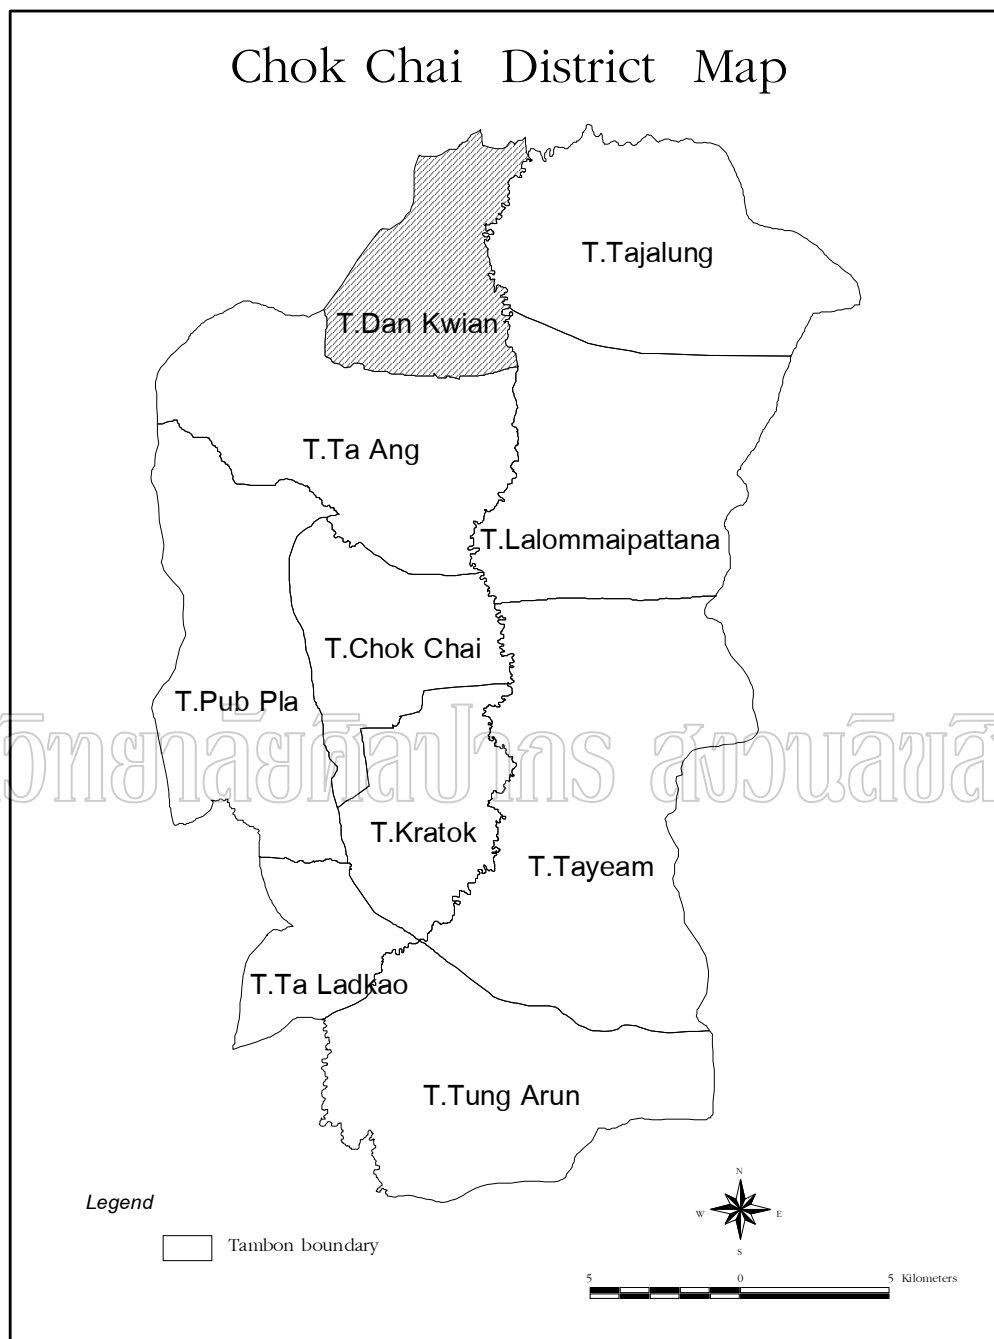 Chok Chai District Map
T.Tajalung
T.Dan Kwian
T.Ta Ang
T.Lalommaipattana
T.Chok Chai
T.Pub Pla
วิทยาลัยศิลปากร สงวนลิขสิ
T.Kratok
T.Tayeam
T.Ta Ladkao
T.Tung Arun
N
W E
S
Legend
Tambon boundary
5 0 5 Kilometers